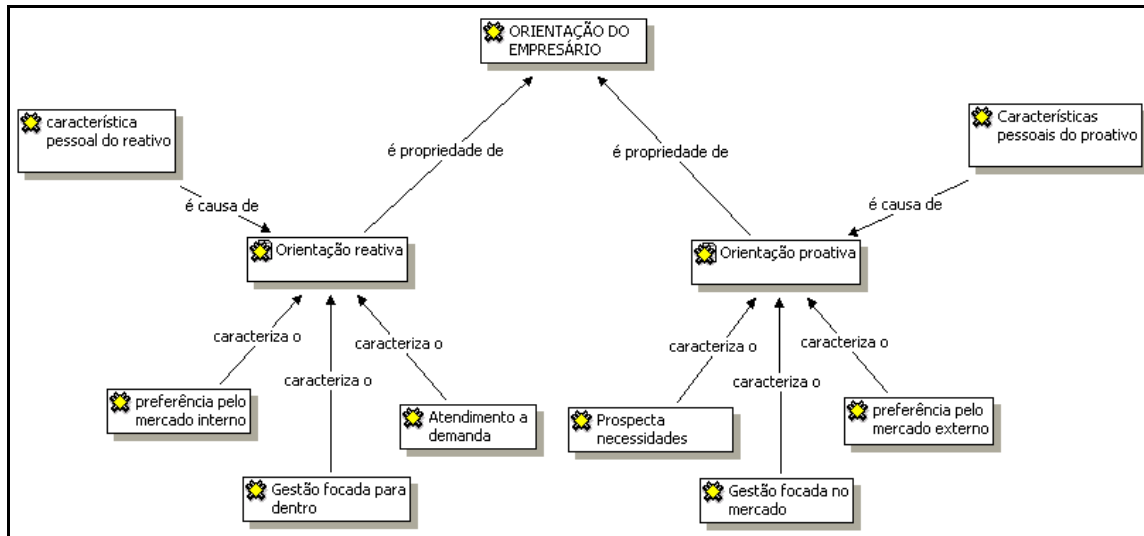 ORIENTAÇÃO DO
EMPRESÁRIO
característica
pessoal do reativo
Características
pessoais do proativo
é propriedade de
é propriedade de
é causa de
é causa de
Orientação reativa
Orientação proativa
caracteriza o
caracteriza o
caracteriza o
caracteriza o
caracteriza o
caracteriza o
preferência pelo
mercado interno
Atendimento a
demanda
Prospecta
necessidades
preferência pelo
mercado externo
Gestão focada para
dentro
Gestão focada no
mercado